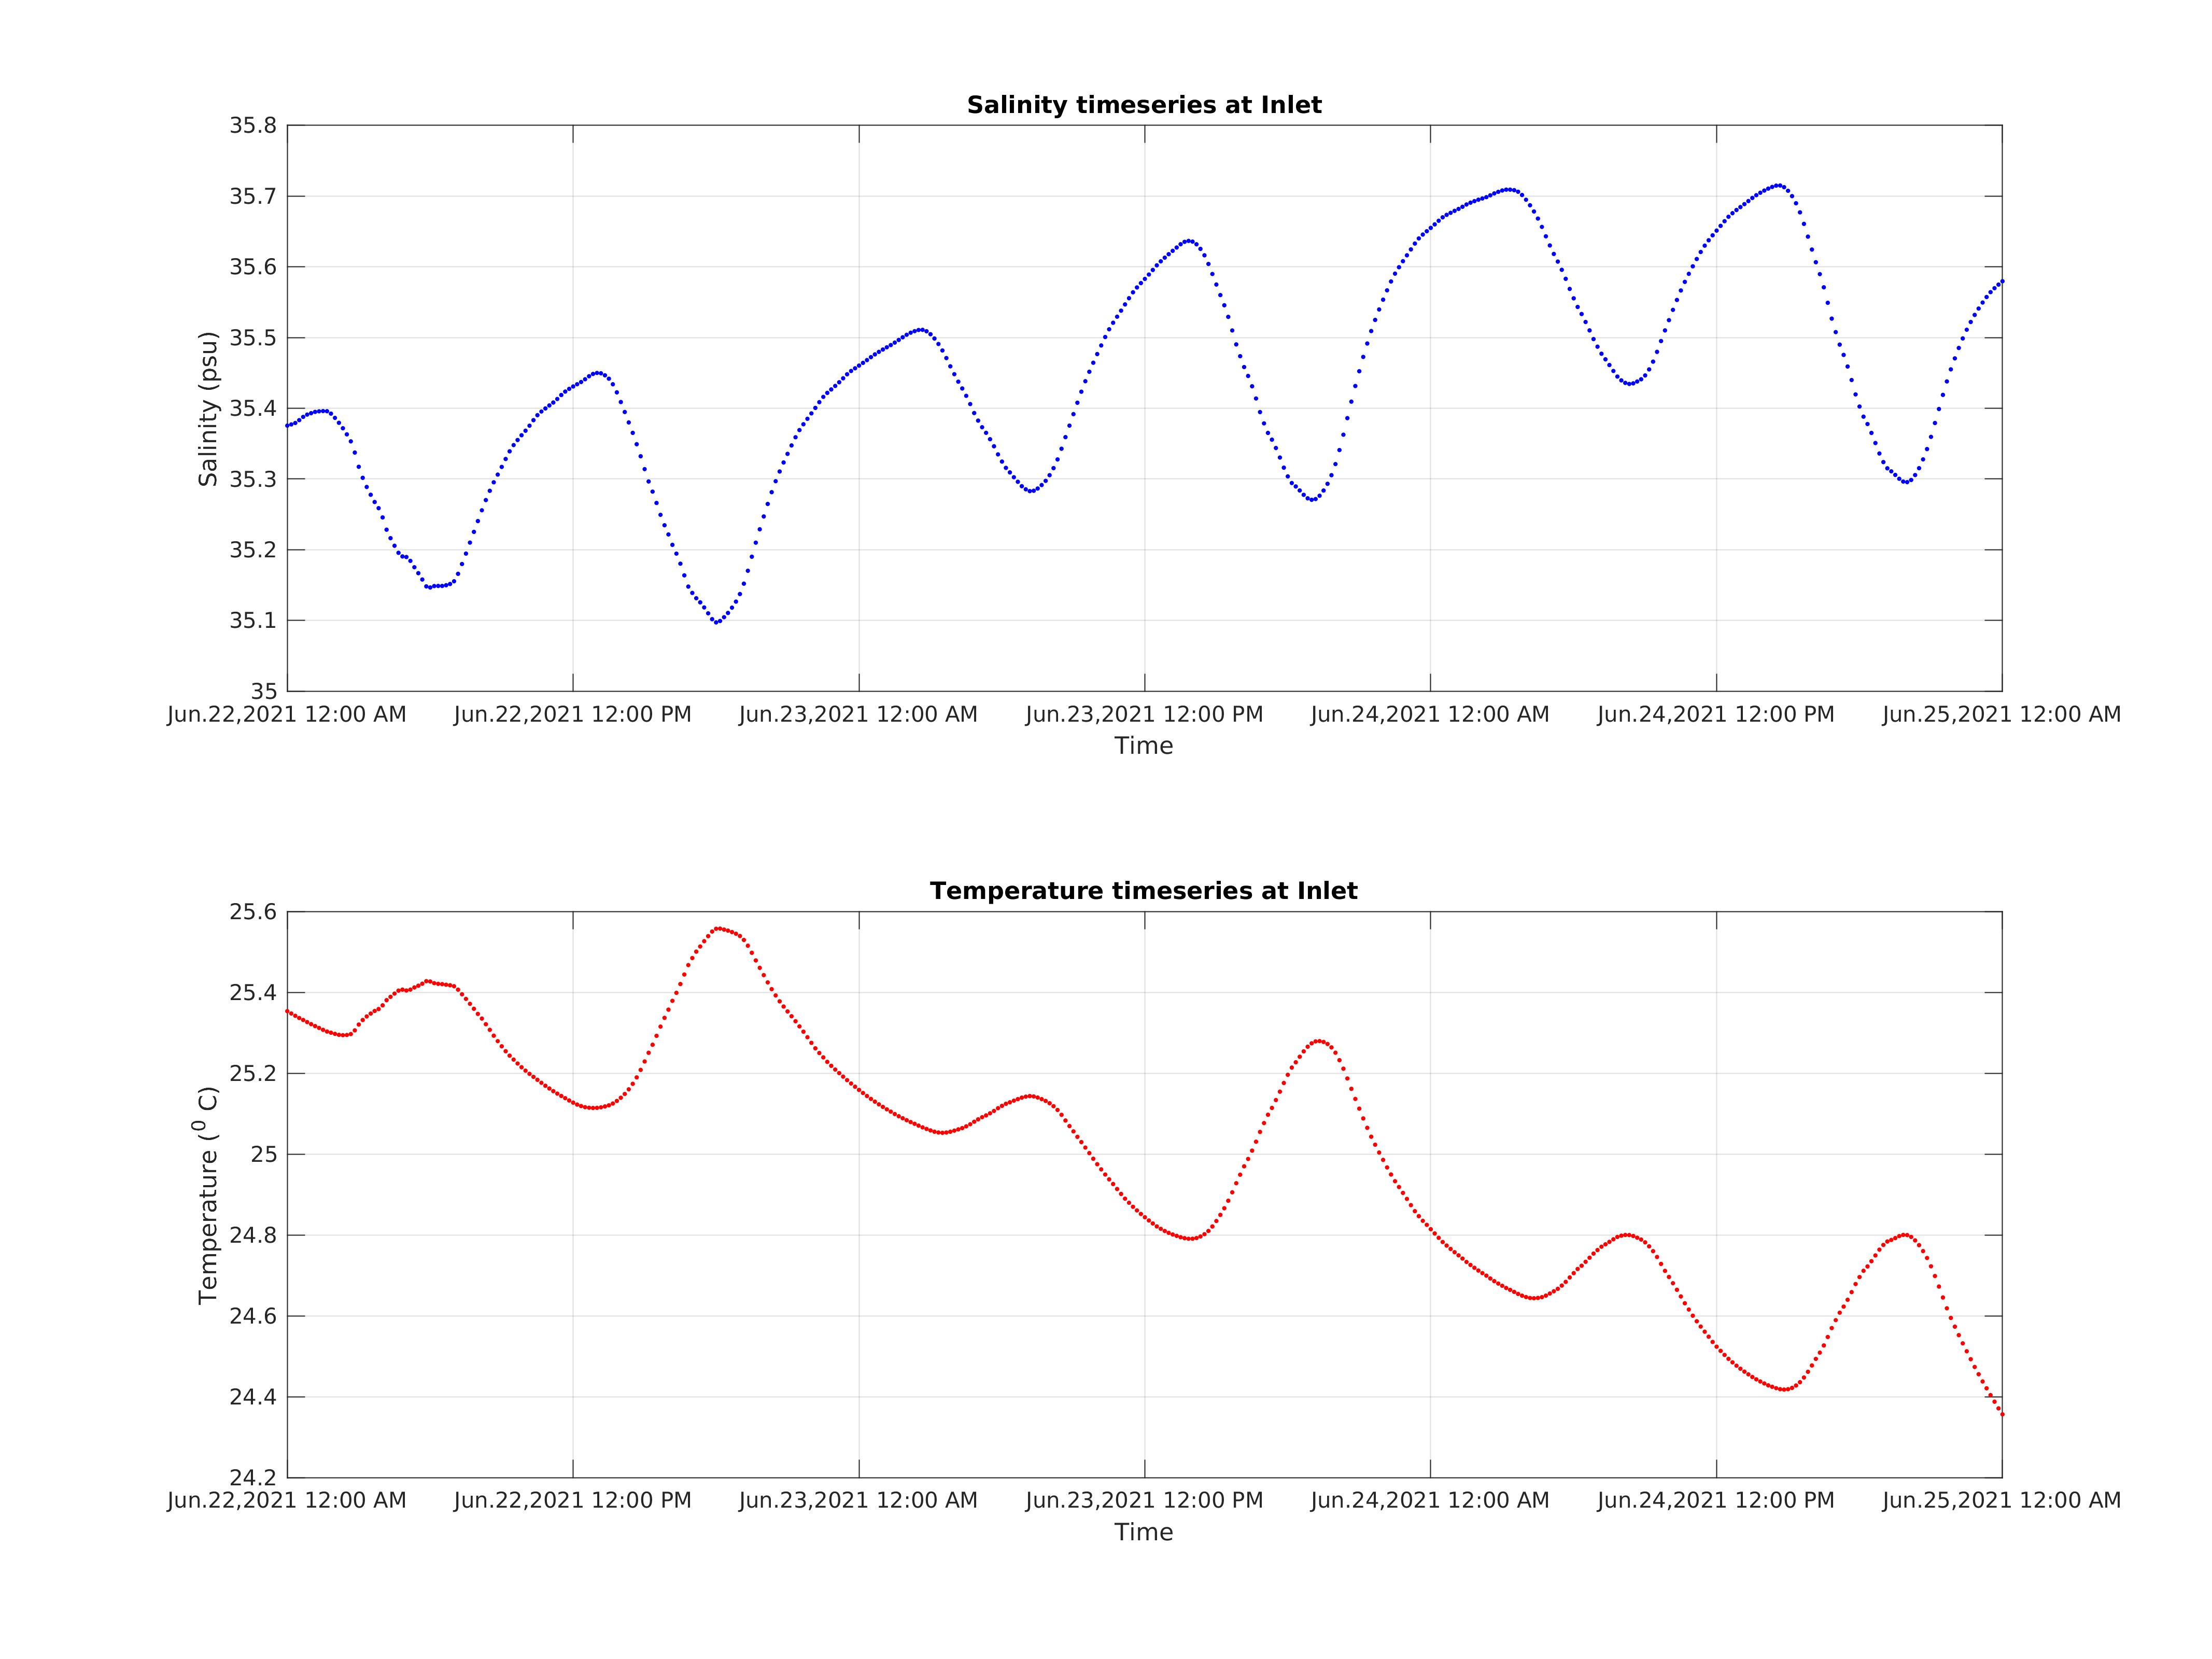 Salinity timeseries at Inlet
35.8
35.7
35.6
35.5
35.4
35.3
35.2
35.1
35
Salinity (psu)
Jun.22,2021 12:00 AM Jun.22,2021 12:00 PM Jun.23,2021 12:00 AM Jun.23,2021 12:00 PM Jun.24,2021 12:00 AM Jun.24,2021 12:00 PM Jun.25,2021 12:00 AM
Time
Temperature timeseries at Inlet
25.6
25.4
25.2
25
24.8
24.6
24.4
24.2
Temperature (⁰ C)
Jun.22,2021 12:00 AM Jun.22,2021 12:00 PM Jun.23,2021 12:00 AM Jun.23,2021 12:00 PM Jun.24,2021 12:00 AM Jun.24,2021 12:00 PM Jun.25,2021 12:00 AM
Time